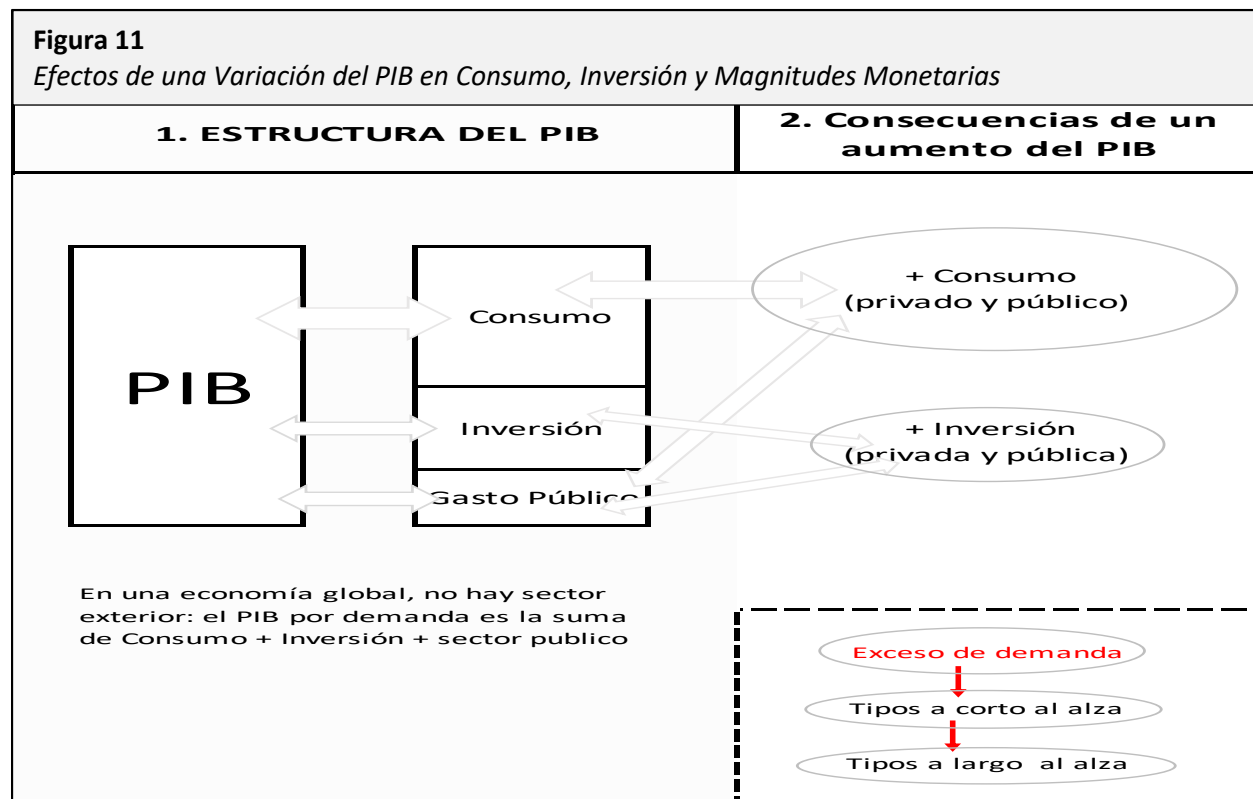 Figura 11
Efectos de una Variación del PIB en Consumo, Inversión y Magnitudes Monetarias
1. ESTRUCTURA DEL PIB
2. Consecuencias de un
aumento del PIB
PIB
Consumo
Inversión
Gasto Público
+ Consumo
(privado y público)
+ Inversión
(privada y pública)
En una economía global, no hay sector
exterior: el PIB por demanda es la suma
de Consumo + Inversión + sector publico
Exceso de demanda
Tipos a corto al alza
Tipos a largo al alza